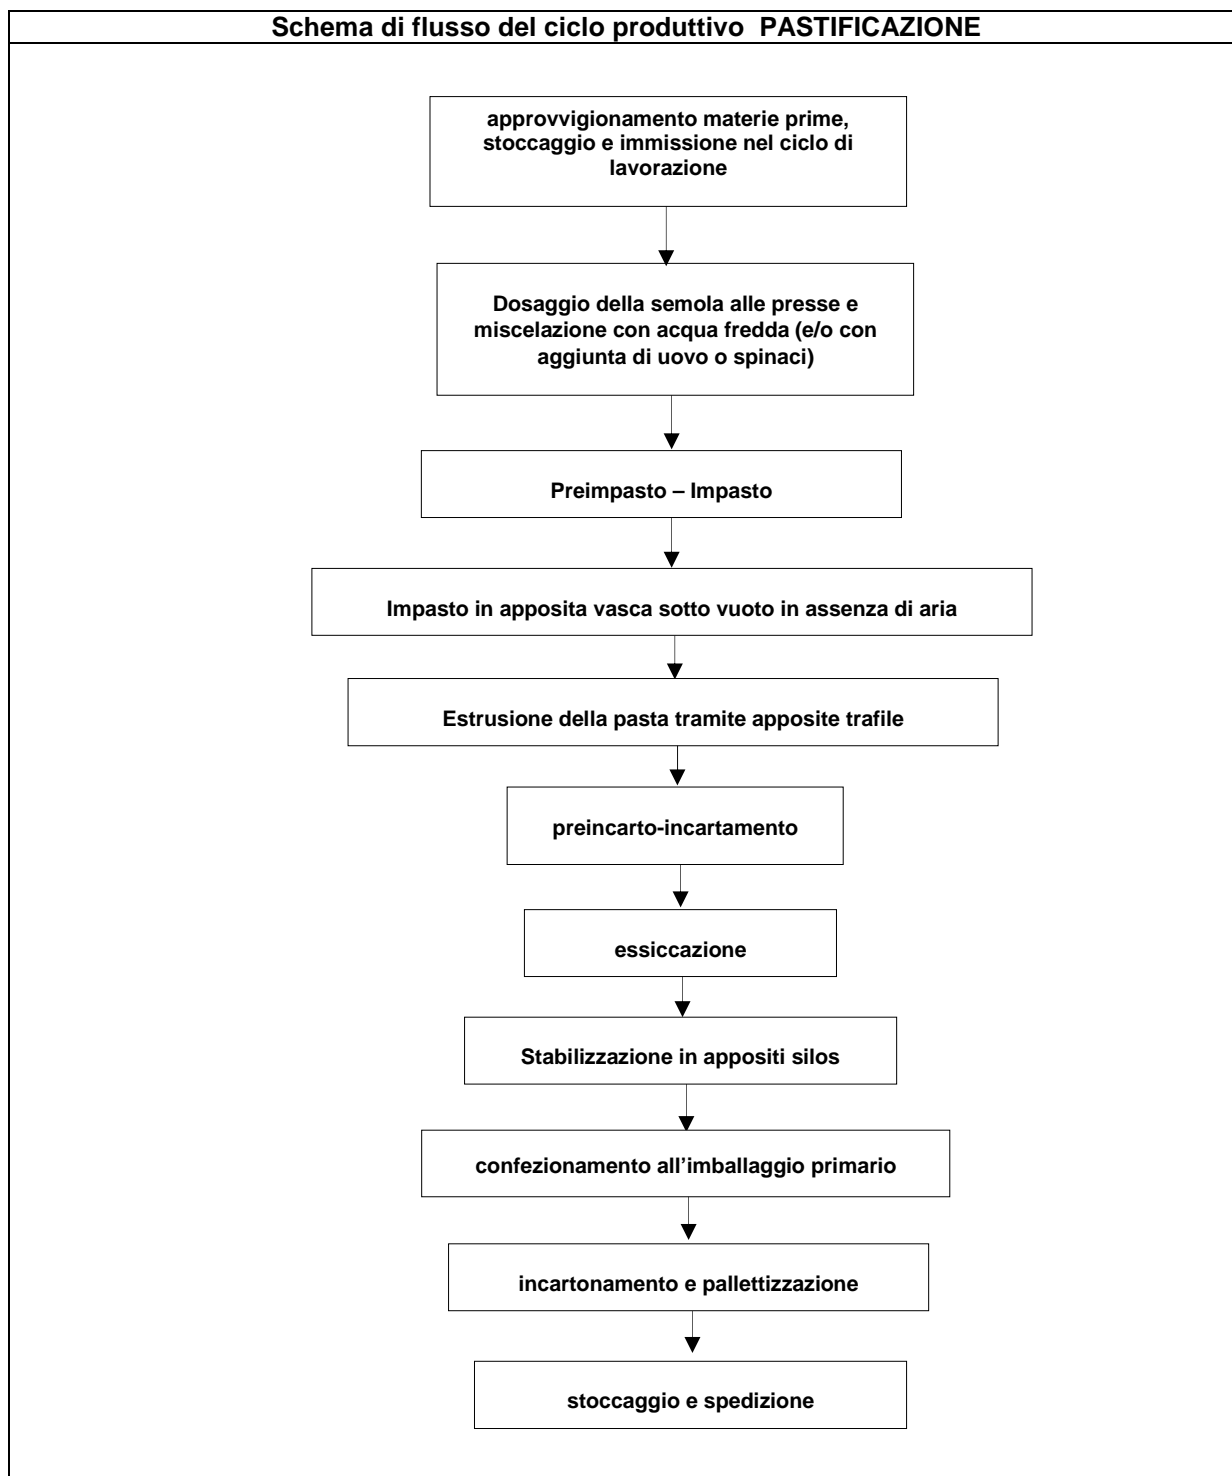 Schema di flusso del ciclo produttivo  PASTIFICAZIONE
approvvigionamento materie prime,
stoccaggio e immissione nel ciclo di
lavorazione
Dosaggio della semola alle presse e
miscelazione con acqua fredda (e/o con
aggiunta di uovo o spinaci)
Preimpasto – Impasto
Impasto in apposita vasca sotto vuoto in assenza di aria
Estrusione della pasta tramite apposite trafile
preincarto-incartamento
essiccazione
Stabilizzazione in appositi silos
confezionamento all’imballaggio primario
incartonamento e pallettizzazione
stoccaggio e spedizione